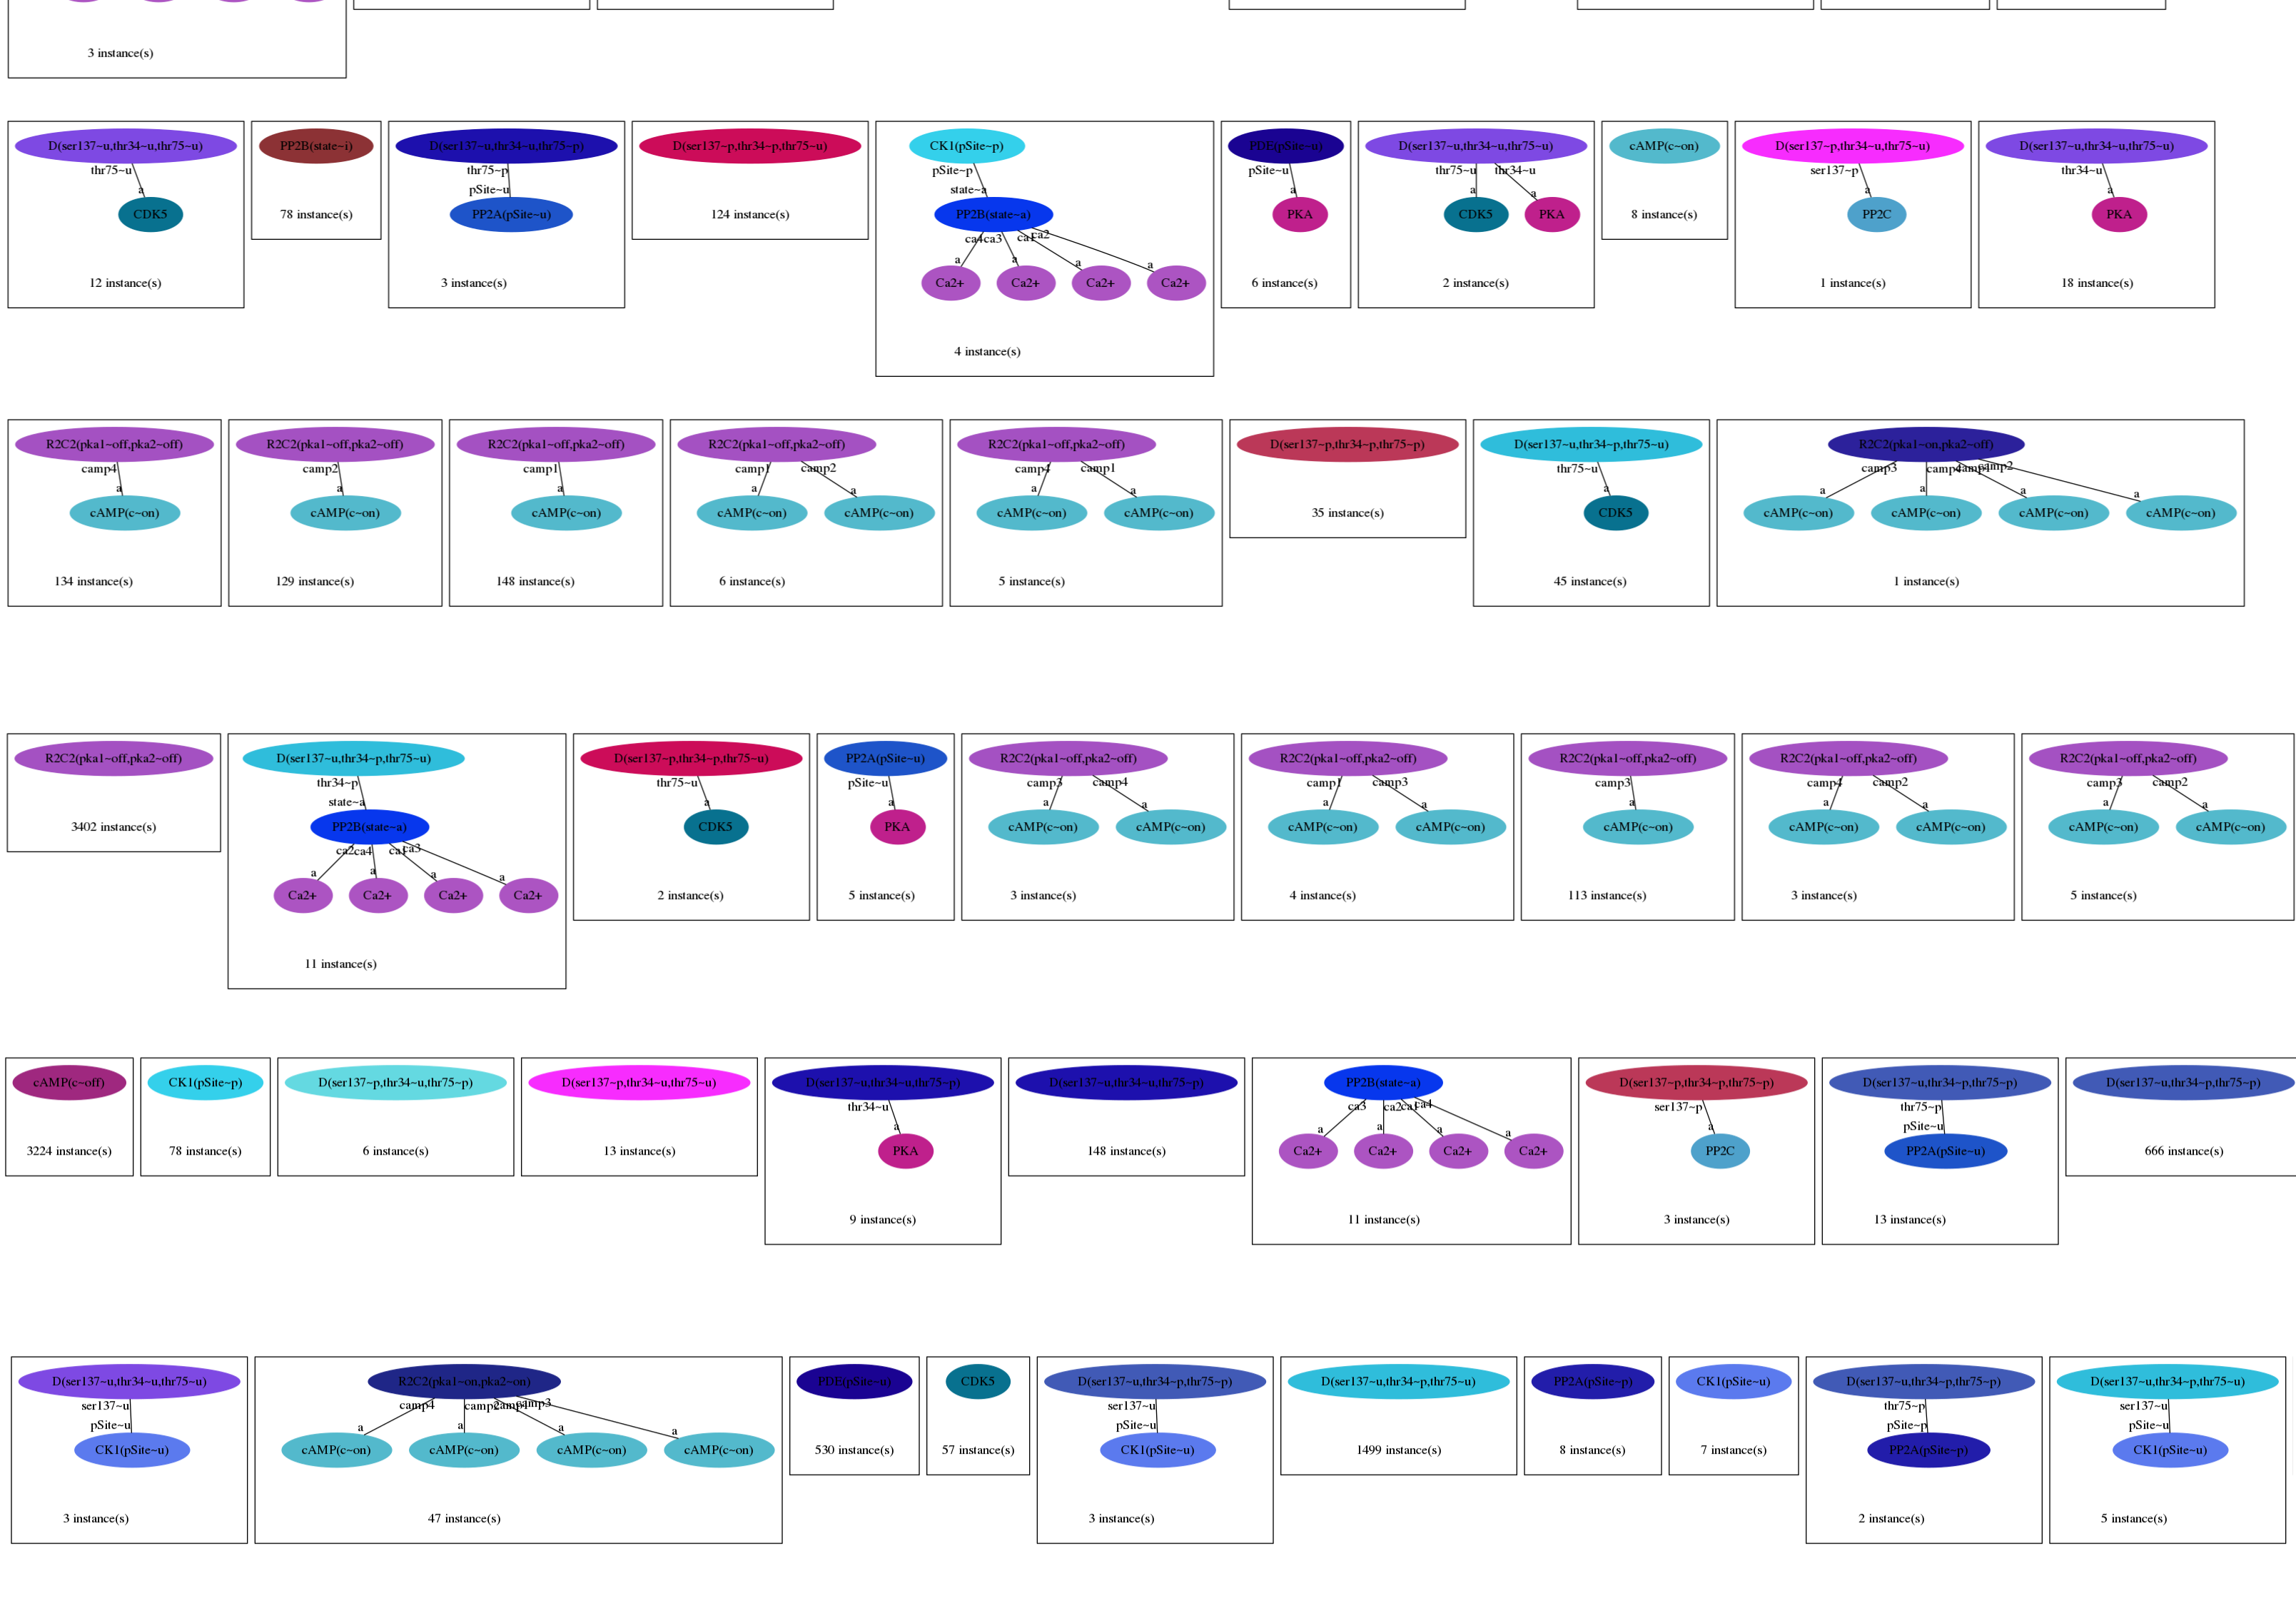 3 instance(s)
D(ser137~u,thr34~u,thr75~u)
thr75~u
a
CDK5
12 instance(s)
PP2B(state~i)
78 instance(s)
D(ser137~u,thr34~u,thr75~p)
thr75~p
pSite~u
PP2A(pSite~u)
3 instance(s)
D(ser137~p,thr34~p,thr75~u)
124 instance(s)
CK1(pSite~p)
pSite~p
state~a
PP2B(state~a)
ca4 ca3 ca1 ca2
a a a a
Ca2+ Ca2+ Ca2+ Ca2+
4 instance(s)
PDE(pSite~u)
pSite~u
a
PKA
6 instance(s)
D(ser137~u,thr34~u,thr75~u)
thr75~u thr34~u
a a
CDK5 PKA
2 instance(s)
cAMP(c~on)
8 instance(s)
D(ser137~p,thr34~u,thr75~u)
ser137~p
a
PP2C
1 instance(s)
D(ser137~u,thr34~u,thr75~u)
thr34~u
a
PKA
18 instance(s)
R2C2(pka1~off,pka2~off)
camp4
a
cAMP(c~on)
134 instance(s)
R2C2(pka1~off,pka2~off)
camp2
a
cAMP(c~on)
129 instance(s)
R2C2(pka1~off,pka2~off)
camp1
a
cAMP(c~on)
148 instance(s)
R2C2(pka1~off,pka2~off)
camp1 camp2
a a
cAMP(c~on) cAMP(c~on)
6 instance(s)
R2C2(pka1~off,pka2~off)
camp4 camp1
a a
cAMP(c~on) cAMP(c~on)
5 instance(s)
D(ser137~p,thr34~p,thr75~p)
35 instance(s)
D(ser137~u,thr34~p,thr75~u)
thr75~u
a
CDK5
45 instance(s)
R2C2(pka1~on,pka2~off)
camp3 camp4 camp1 camp2
a a a a
cAMP(c~on) cAMP(c~on) cAMP(c~on) cAMP(c~on)
1 instance(s)
R2C2(pka1~off,pka2~off)
3402 instance(s)
D(ser137~u,thr34~p,thr75~u)
thr34~p
state~a
PP2B(state~a)
ca2 ca4 ca1 ca3
a a a a
Ca2+ Ca2+ Ca2+ Ca2+
11 instance(s)
D(ser137~p,thr34~p,thr75~u)
thr75~u
a
CDK5
2 instance(s)
PP2A(pSite~u)
pSite~u
a
PKA
5 instance(s)
R2C2(pka1~off,pka2~off)
camp3 camp4
a a
cAMP(c~on) cAMP(c~on)
3 instance(s)
R2C2(pka1~off,pka2~off)
camp1 camp3
a a
cAMP(c~on) cAMP(c~on)
4 instance(s)
R2C2(pka1~off,pka2~off)
camp3
a
cAMP(c~on)
113 instance(s)
R2C2(pka1~off,pka2~off)
camp4 camp2
a a
cAMP(c~on) cAMP(c~on)
3 instance(s)
R2C2(pka1~off,pka2~off)
camp3 camp2
a a
cAMP(c~on) cAMP(c~on)
5 instance(s)
cAMP(c~off)
3224 instance(s)
CK1(pSite~p)
78 instance(s)
D(ser137~p,thr34~u,thr75~p)
6 instance(s)
D(ser137~p,thr34~u,thr75~u)
13 instance(s)
D(ser137~u,thr34~u,thr75~p)
thr34~u
a
PKA
9 instance(s)
D(ser137~u,thr34~u,thr75~p)
148 instance(s)
PP2B(state~a)
ca3 ca2 ca1 ca4
a a a a
Ca2+ Ca2+ Ca2+ Ca2+
11 instance(s)
D(ser137~p,thr34~p,thr75~p)
ser137~p
a
PP2C
3 instance(s)
D(ser137~u,thr34~p,thr75~p)
thr75~p
pSite~u
PP2A(pSite~u)
13 instance(s)
D(ser137~u,thr34~p,thr75~p)
666 instance(s)
D(ser137~u,thr34~u,thr75~u)
ser137~u
pSite~u
CK1(pSite~u)
3 instance(s)
R2C2(pka1~on,pka2~on)
camp4 camp2 camp1 camp3
a a a a
cAMP(c~on) cAMP(c~on) cAMP(c~on) cAMP(c~on)
47 instance(s)
PDE(pSite~u)
530 instance(s)
CDK5
57 instance(s)
D(ser137~u,thr34~p,thr75~p)
ser137~u
pSite~u
CK1(pSite~u)
3 instance(s)
D(ser137~u,thr34~p,thr75~u)
1499 instance(s)
PP2A(pSite~p)
8 instance(s)
CK1(pSite~u)
7 instance(s)
D(ser137~u,thr34~p,thr75~p)
thr75~p
pSite~p
PP2A(pSite~p)
2 instance(s)
D(ser137~u,thr34~p,thr75~u)
ser137~u
pSite~u
CK1(pSite~u)
5 instance(s)